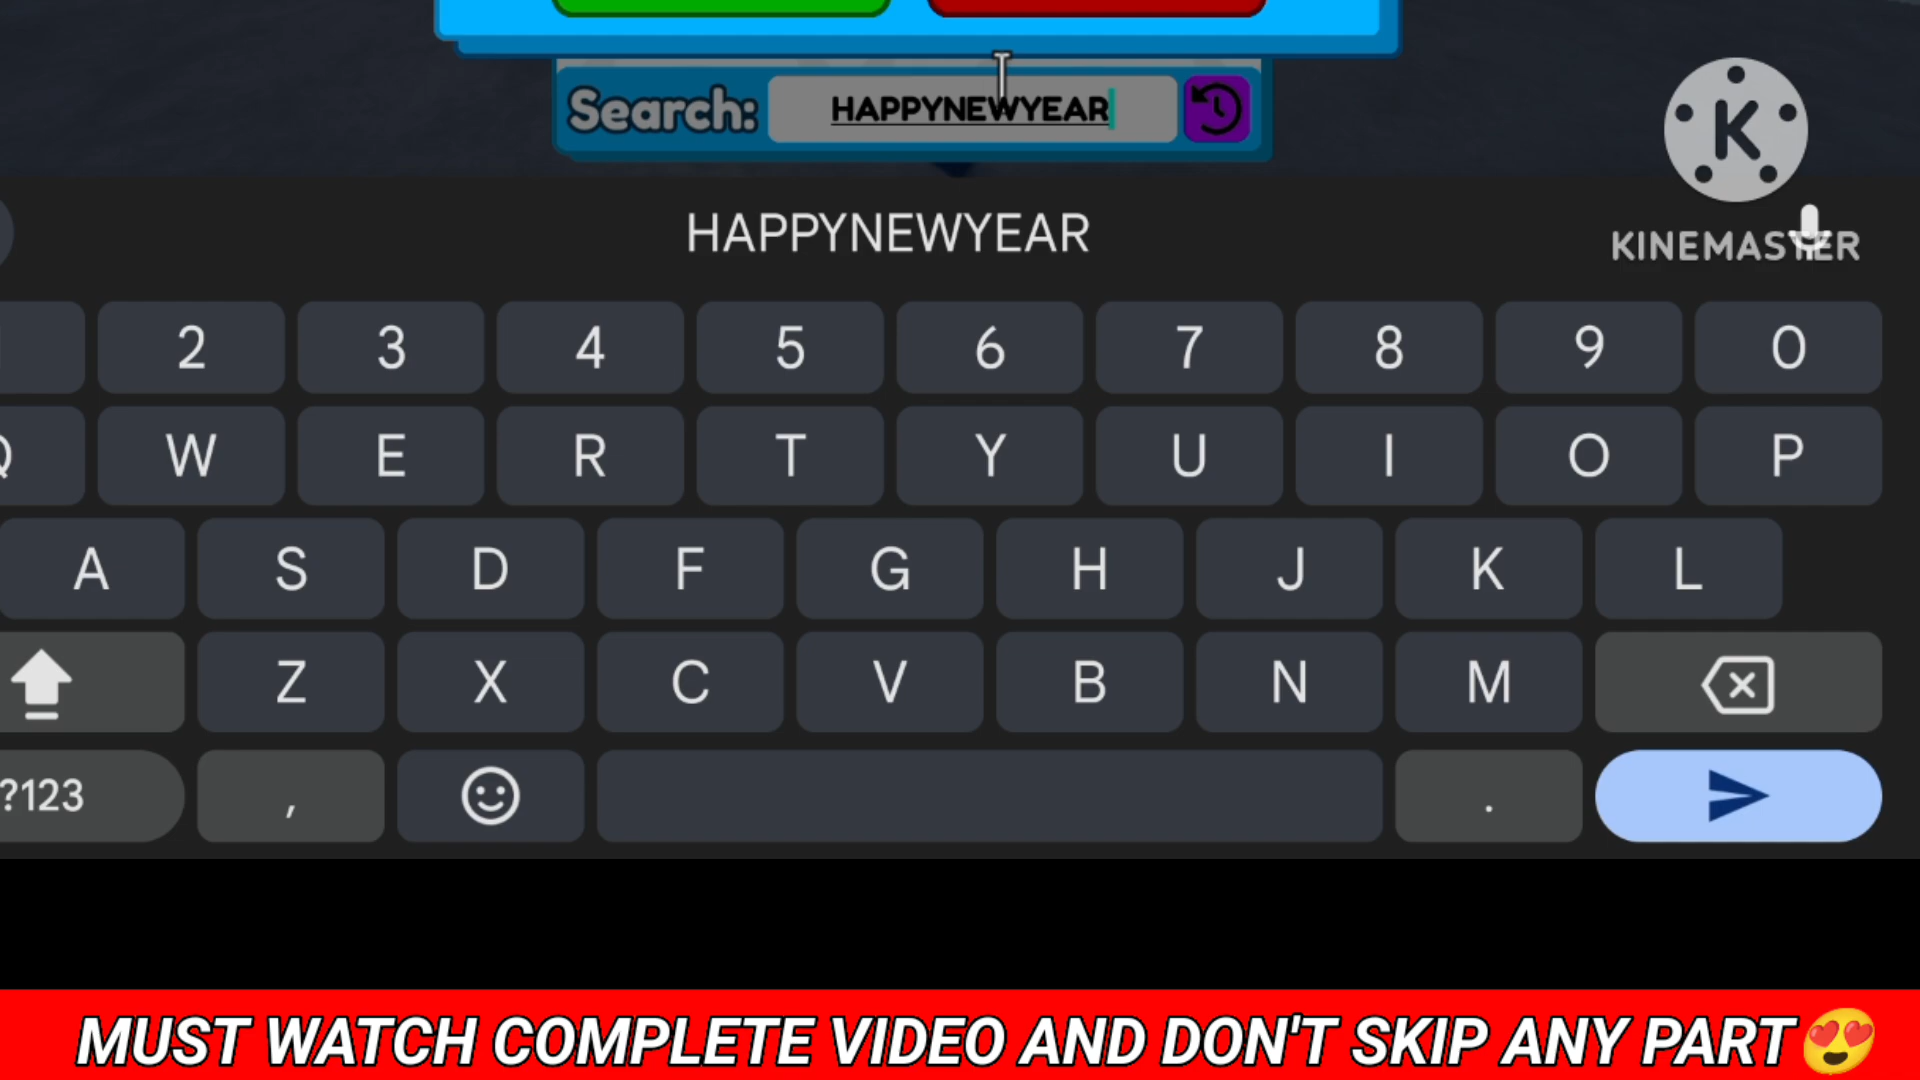 Search: HAPPYNEWYEAR
HAPPYNEWYEAR
K
KINEMASTER
2 3 4 5 6 7 8 9 0
Q W E R T Y U I O P
A S D F G H J K L
Z X C V B N M
?123 , .
MUST WATCH COMPLETE VIDEO AND DON'T SKIP ANY PART😍